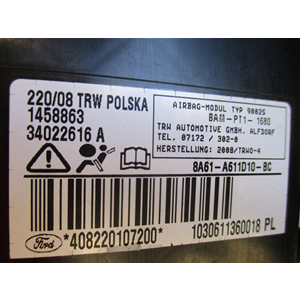 220/08 TRW POLSKA
1458863
34022616 A
AIRBAG-MODUL TYP 90025
BAM-PT1-1680
TRW AUTOMOTIVE GMBH. ALFDORF
TEL. 07172 / 302-0
HERSTELLUNG: 2008/TRWO-4
8A61-A611D10-BC
Ford
*408220107200*
1030611360018 PL